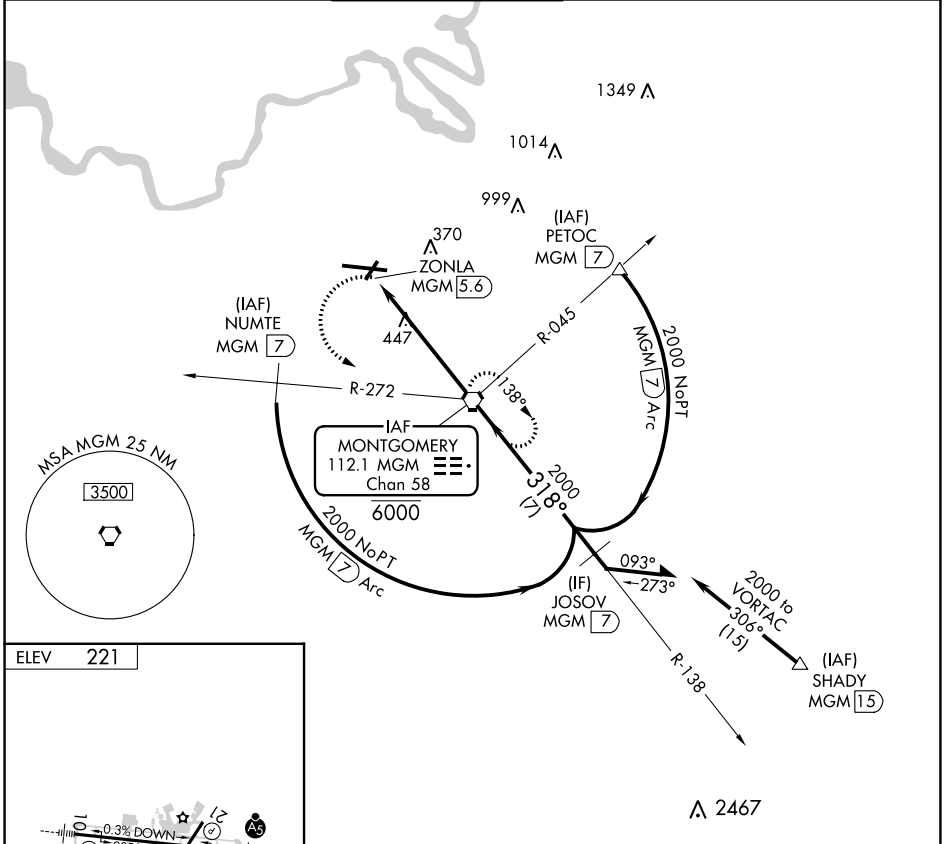 1349
1014
999
(IAF)
PETOC
MGM 7
370
ZONLA
MGM 5.6
(IAF)
NUMTE
MGM 7
447
R-045
2000 NoPT
MGM 7 Arc
R-272
138°
IAF
MONTGOMERY
112.1 MGM
Chan 58
6000
MSA MGM 25 NM
3500
2000
318°
(7)
2000 NoPT
MGM 7 Arc
093°
273°
(IF)
JOSOV
MGM 7
2000 to
VORTAC
306°
(15)
(IAF)
SHADY
MGM 15
R-138
ELEV 221
2467
10
0.3% DOWN
21
P
A5